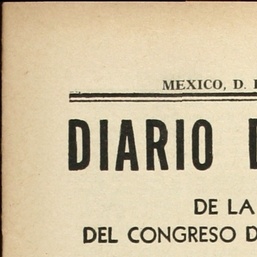 MEXICO, D.
DIARIO
DE LA
DEL CONGRESO D